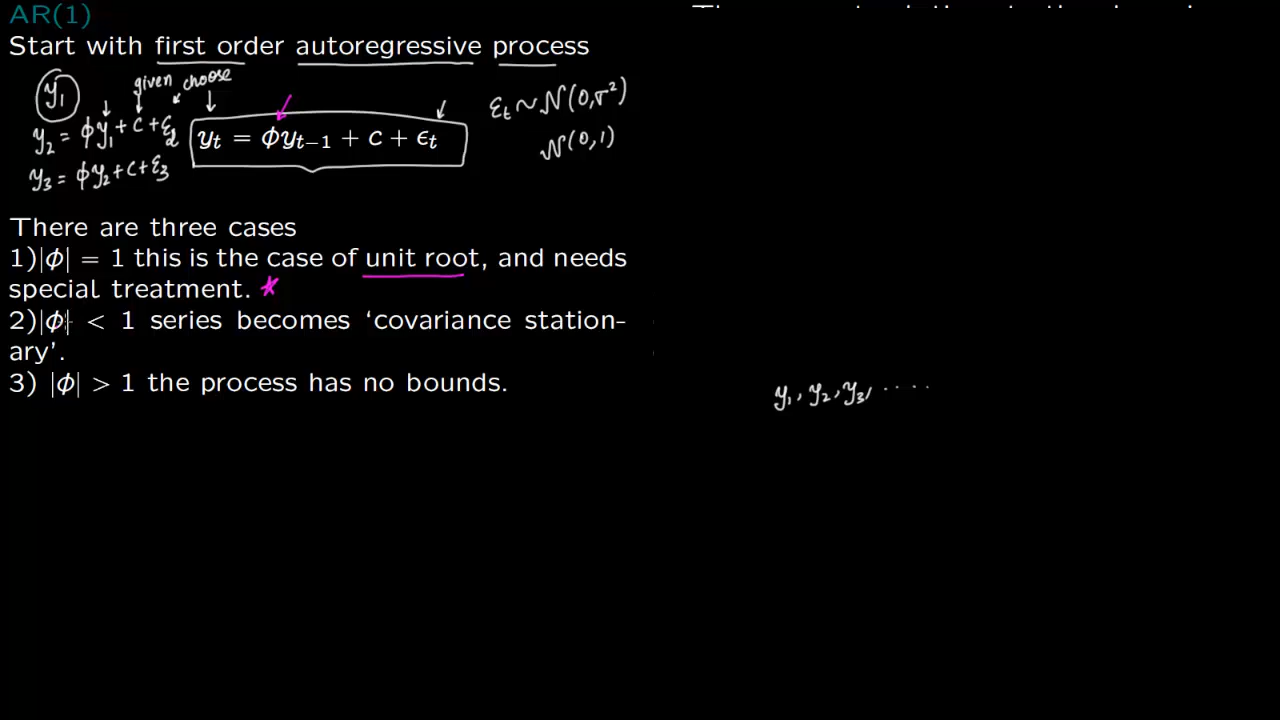 AR(1)
Start with first order autoregressive process
y₁
given choose
y₂ = ϕy₁ + c + ε₂
y₃ = ϕy₂ + c + ε₃
yₜ = ϕyₜ₋₁ + c + ϵₜ
εₜ ~ N(0, σ²)
N(0,1)
There are three cases
1)|ϕ| = 1 this is the case of unit root, and needs
special treatment. *
2)|ϕ| < 1 series becomes ‘covariance station-
ary’.
3) |ϕ| > 1 the process has no bounds.
y₁, y₂, y₃, ....